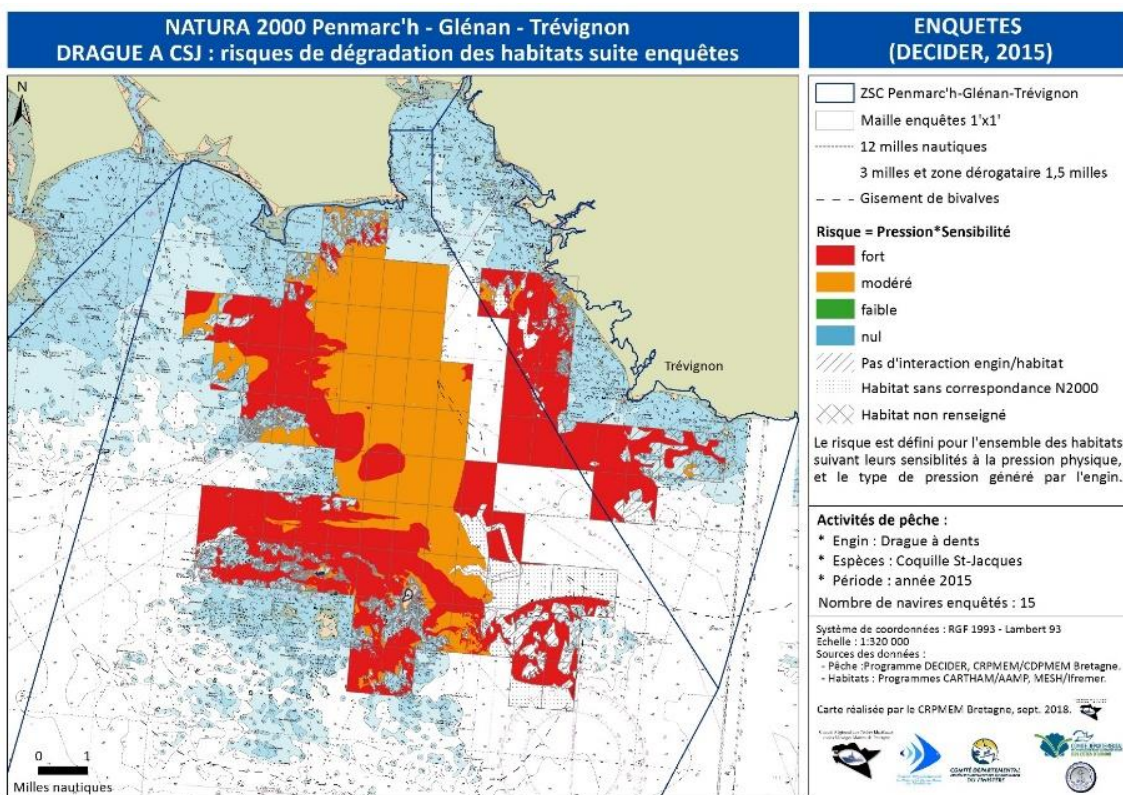 NATURA 2000 Penmarc'h - Glénan - Trévignon
DRAGUE A CSJ : risques de dégradation des habitats suite enquêtes
ENQUETES
(DECIDER, 2015)
N
Trévignon
0 1
Milles nautiques
ZSC Penmarc'h-Glénan-Trévignon
Maille enquêtes 1'x1'
12 milles nautiques
3 milles et zone dérogataire 1,5 milles
Gisement de bivalves
Risque = Pression*Sensibilité
fort
modéré
faible
nul
Pas d'interaction engin/habitat
Habitat sans correspondance N2000
Habitat non renseigné
Le risque est défini pour l'ensemble des habitats
suivant leurs sensiblités à la pression physique,
et le type de pression généré par l'engin.
Activités de pêche :
* Engin : Drague à dents
* Espèces : Coquille St-Jacques
* Période : année 2015
Nombre de navires enquêtés : 15
Système de coordonnées : RGF 1993 - Lambert 93
Echelle : 1:320 000
Sources des données :
- Pêche :Programme DECIDER, CRPMEM/CDPMEM Bretagne.
- Habitats : Programmes CARTHAM/AAMP, MESH/Ifremer.
Carte réalisée par le CRPMEM Bretagne, sept. 2018.
COMITÉ DÉPARTEMENTAL
DU FINISTÈRE